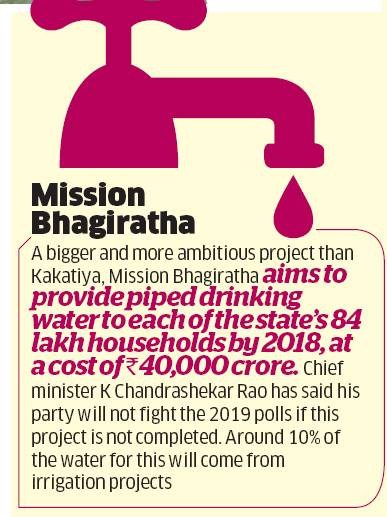 Mission
Bhagiratha
A bigger and more ambitious project than
Kakatiya, Mission Bhagiratha aims to
provide piped drinking
water to each of the state's 84
lakh households by 2018, at
a cost of ₹40,000 crore. Chief
minister K Chandrashekar Rao has said his
party will not fight the 2019 polls if this
project is not completed. Around 10% of
the water for this will come from
irrigation projects